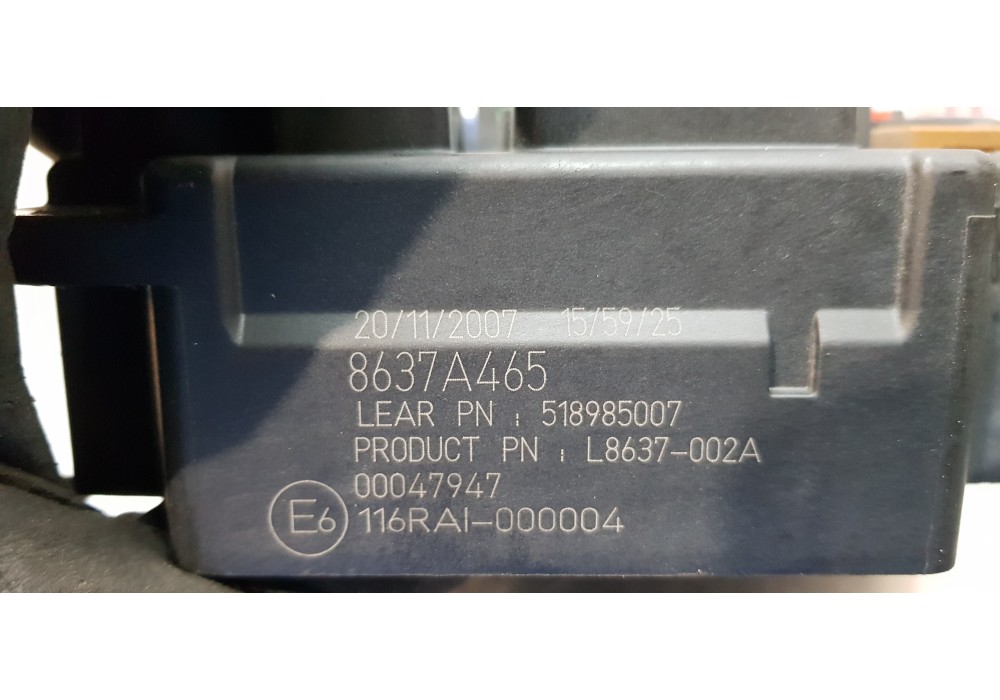 20/11/2007 15/59/25
8637A465
LEAR PN : 518985007
PRODUCT PN : L8637-002A
00047947
E6 116RAI-000004